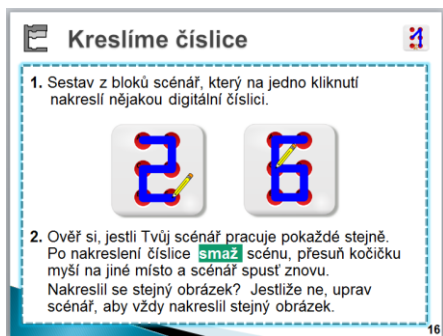 Kreslíme číslice
1. Sestav z bloků scénář, který na jedno kliknutí
nakreslí nějakou digitální číslici.
2. Ověř si, jestli Tvůj scénář pracuje pokaždé stejně.
Po nakreslení číslice smaž scénu, přesuň kočičku
myší na jiné místo a scénář spusť znovu.
Nakreslil se stejný obrázek? Jestliže ne, uprav
scénář, aby vždy nakreslil stejný obrázek.
16